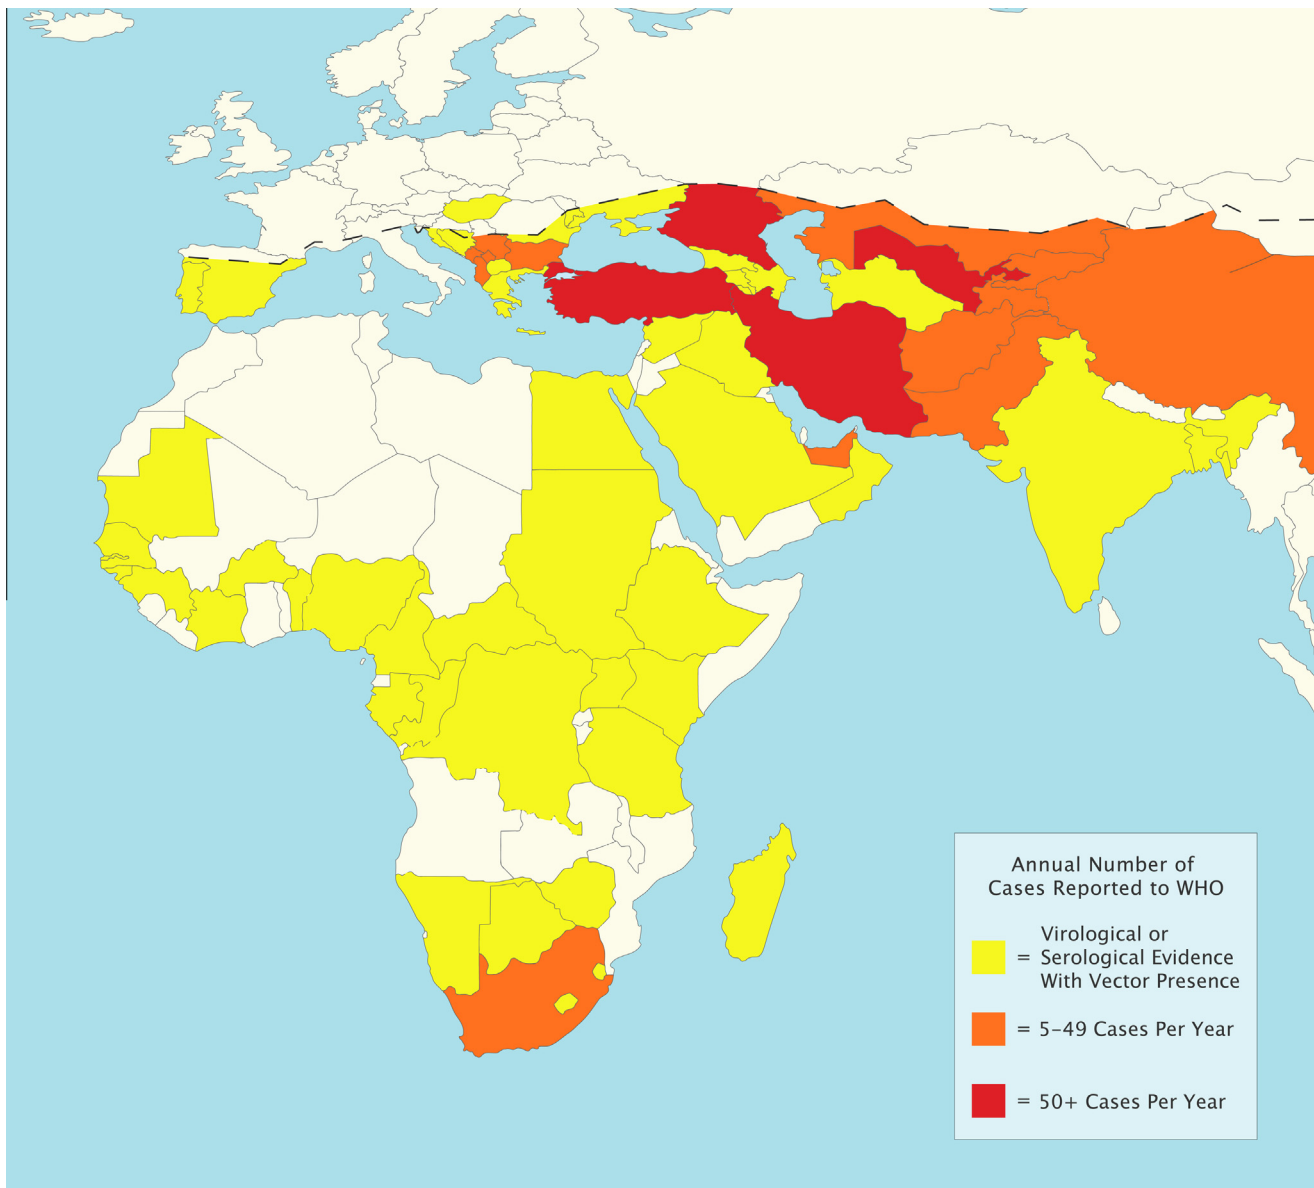 Annual Number of
Cases Reported to WHO
Virological or
= Serological Evidence
With Vector Presence
= 5–49 Cases Per Year
= 50+ Cases Per Year